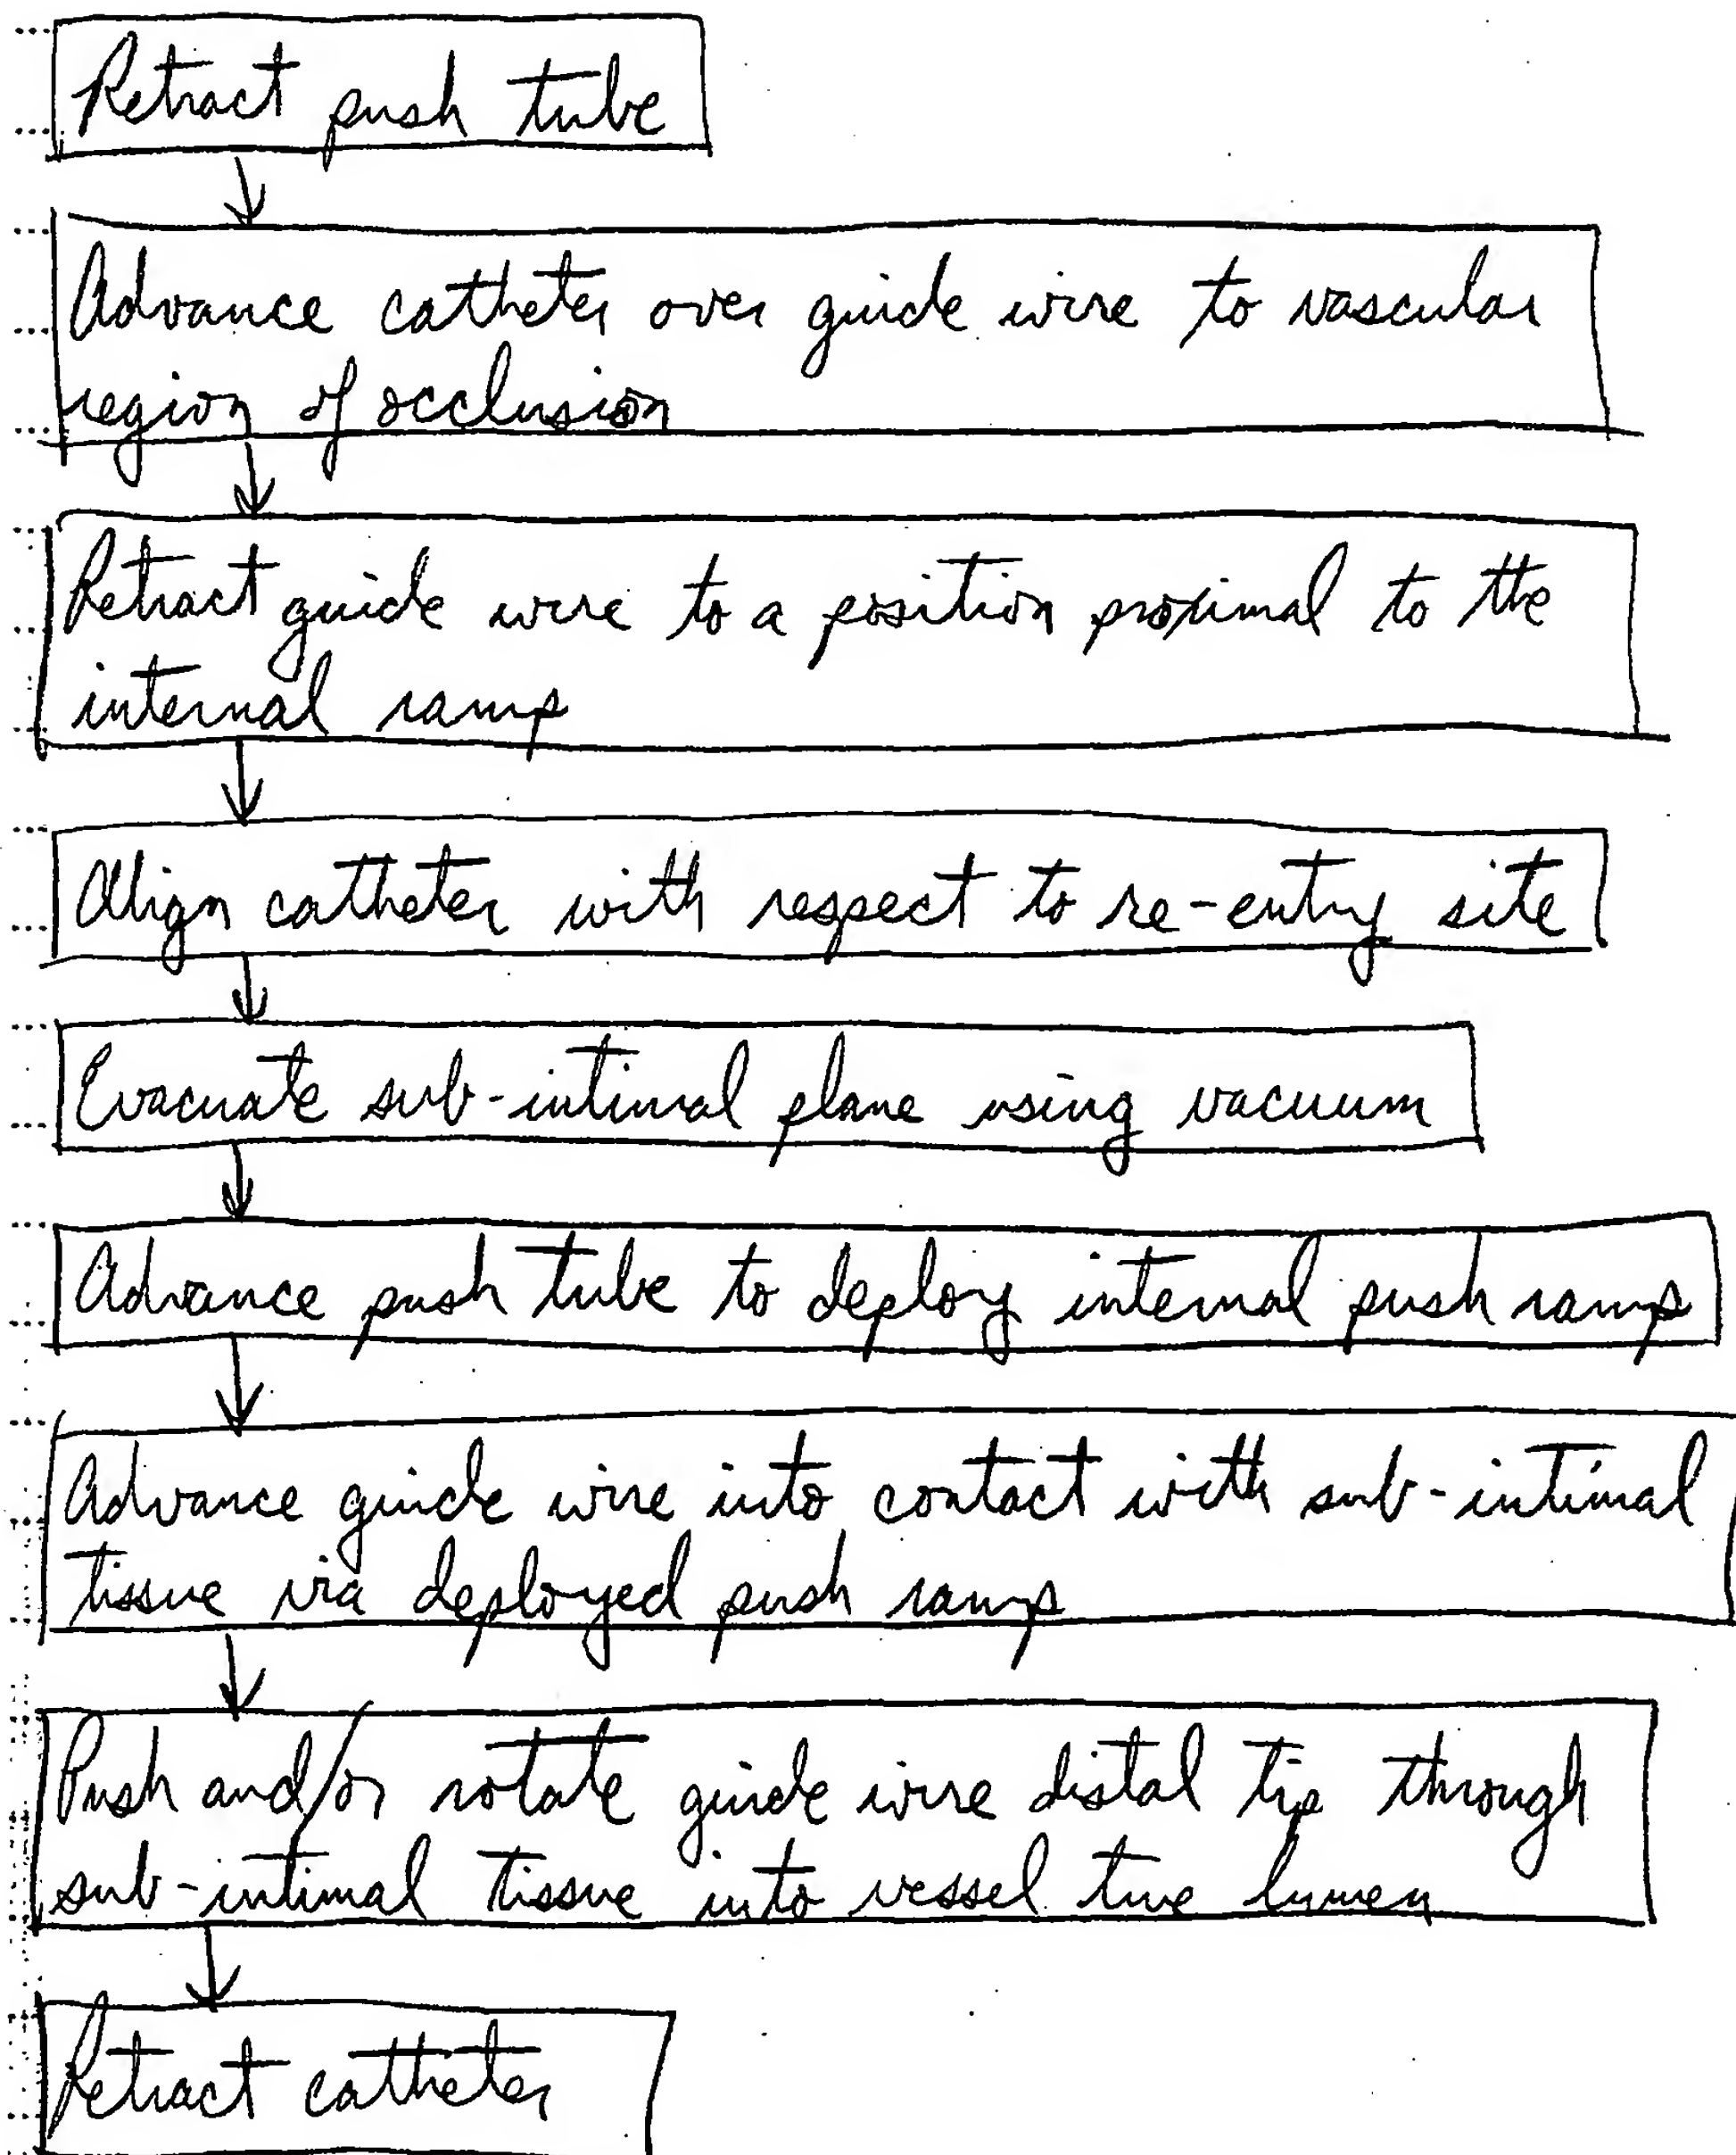 Retract push tube
Advance catheter over guide wire to vascular
region of occlusion
Retract guide wire to a position proximal to the
internal ramp
Align catheter with respect to re-entry site
Evacuate sub-intimal plane using vacuum
Advance push tube to deploy internal push ramp
Advance guide wire into contact with sub-intimal
tissue via deployed push ramp
Push and/or rotate guide wire distal tip through
sub-intimal tissue into vessel true lumen
Retract catheter